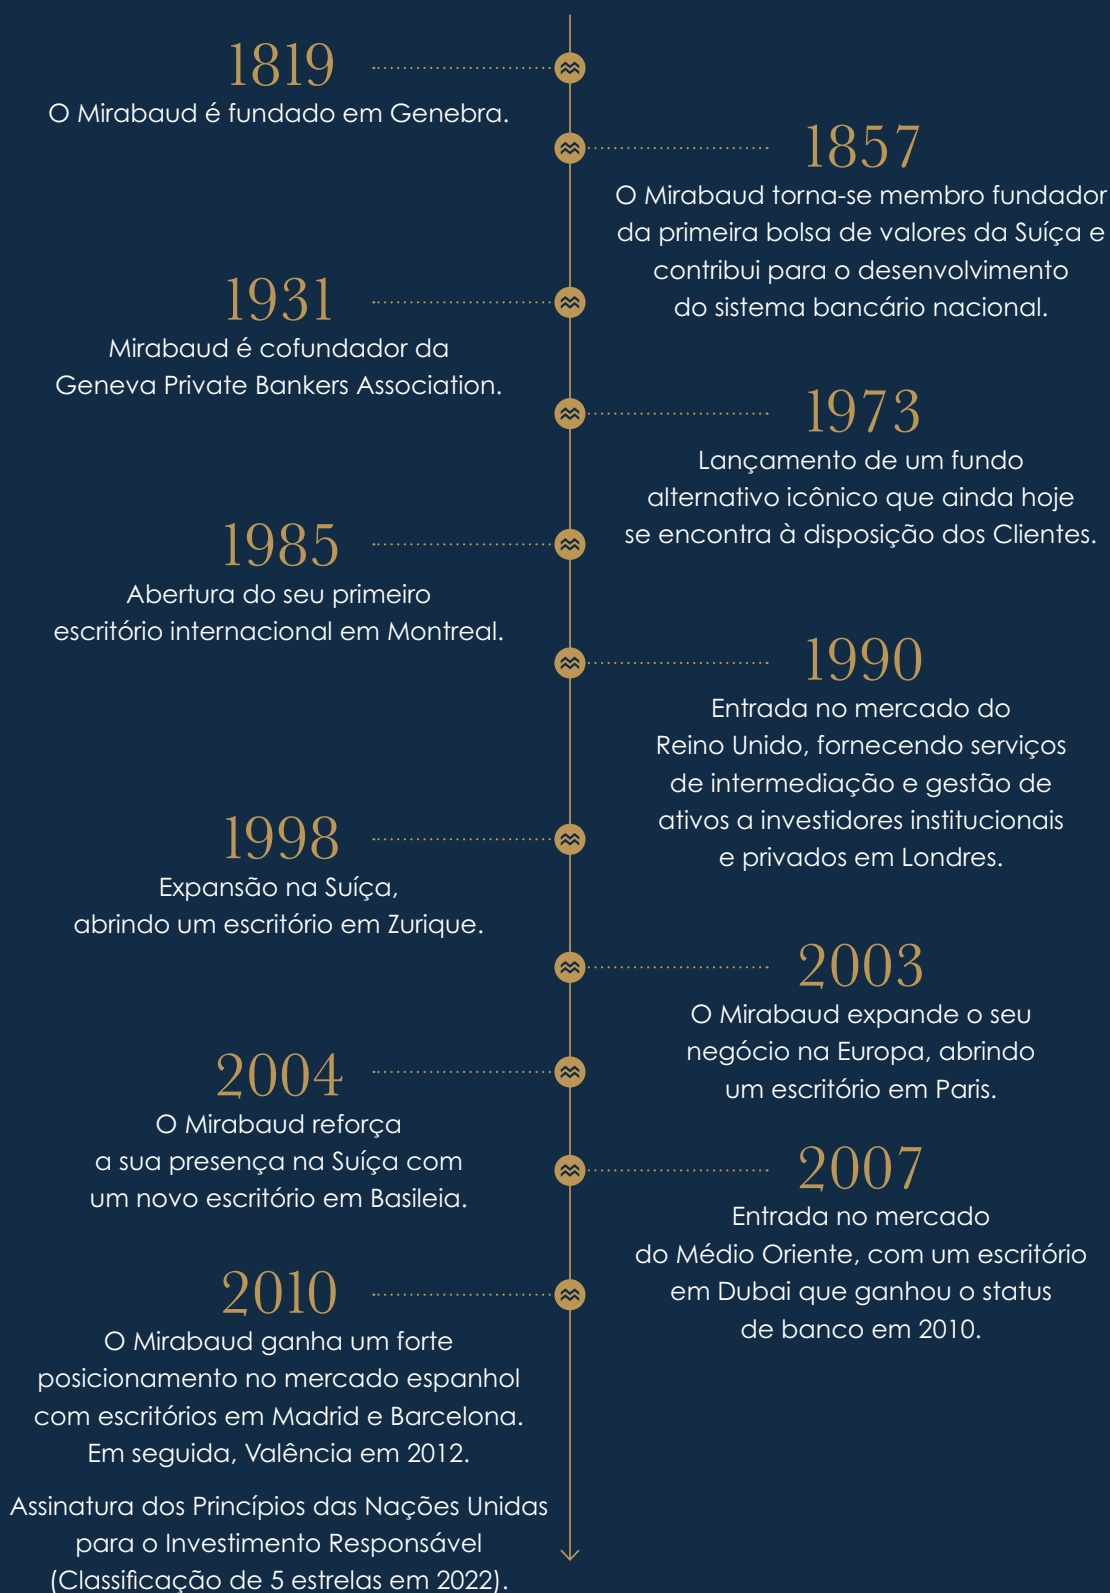 1819
O Mirabaud é fundado em Genebra.
1857
O Mirabaud torna-se membro fundador
da primeira bolsa de valores da Suíça e
contribui para o desenvolvimento
do sistema bancário nacional.
1931
Mirabaud é cofundador da
Geneva Private Bankers Association.
1973
Lançamento de um fundo
alternativo icônico que ainda hoje
se encontra à disposição dos Clientes.
1985
Abertura do seu primeiro
escritório internacional em Montreal.
1990
Entrada no mercado do
Reino Unido, fornecendo serviços
de intermediação e gestão de
ativos a investidores institucionais
e privados em Londres.
1998
Expansão na Suíça,
abrindo um escritório em Zurique.
2003
O Mirabaud expande o seu
negócio na Europa, abrindo
um escritório em Paris.
2004
O Mirabaud reforça
a sua presença na Suíça com
um novo escritório em Basileia.
2007
Entrada no mercado
do Médio Oriente, com um escritório
em Dubai que ganhou o status
de banco em 2010.
2010
O Mirabaud ganha um forte
posicionamento no mercado espanhol
com escritórios em Madrid e Barcelona.
Em seguida, Valência em 2012.
Assinatura dos Princípios das Nações Unidas
para o Investimento Responsável
(Classificação de 5 estrelas em 2022).